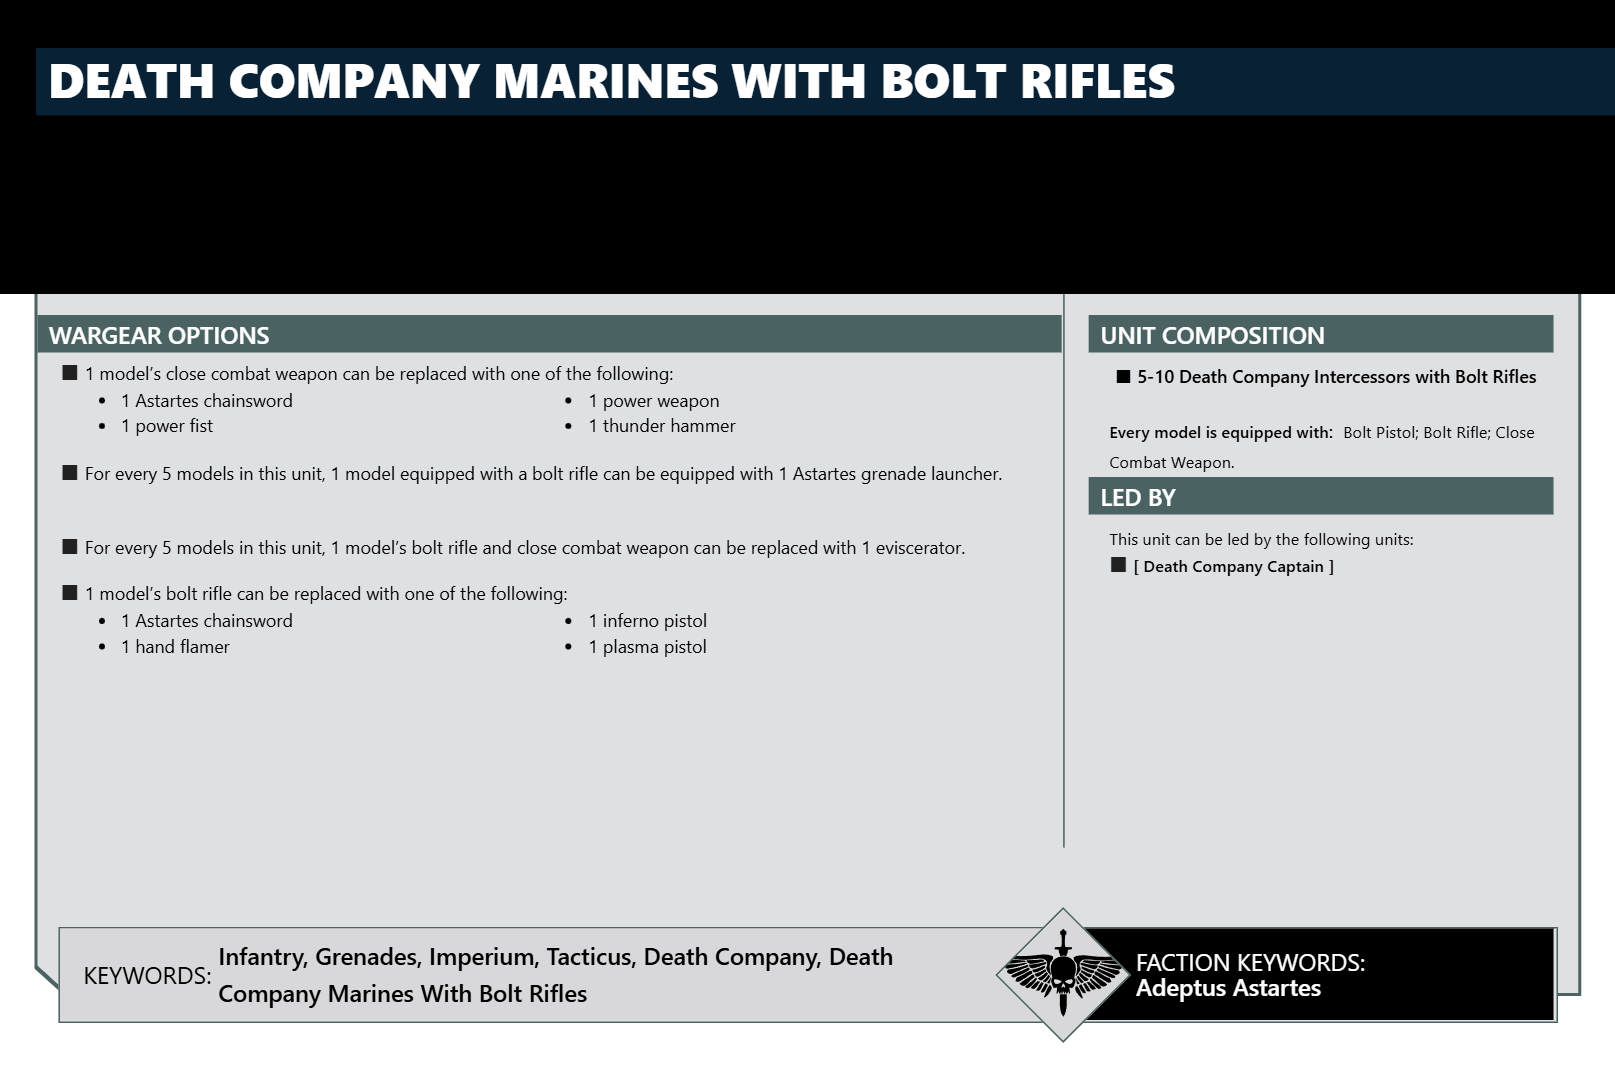 DEATH COMPANY MARINES WITH BOLT RIFLES
WARGEAR OPTIONS
■ 1 model's close combat weapon can be replaced with one of the following:
• 1 Astartes chainsword
• 1 power fist
• 1 power weapon
• 1 thunder hammer
■ For every 5 models in this unit, 1 model equipped with a bolt rifle can be equipped with 1 Astartes grenade launcher.
■ For every 5 models in this unit, 1 model's bolt rifle and close combat weapon can be replaced with 1 eviscerator.
■ 1 model's bolt rifle can be replaced with one of the following:
• 1 Astartes chainsword
• 1 hand flamer
• 1 inferno pistol
• 1 plasma pistol
UNIT COMPOSITION
■ 5-10 Death Company Intercessors with Bolt Rifles
Every model is equipped with: Bolt Pistol; Bolt Rifle; Close
Combat Weapon.
LED BY
This unit can be led by the following units:
■ [ Death Company Captain ]
KEYWORDS: Infantry, Grenades, Imperium, Tacticus, Death Company, Death
Company Marines With Bolt Rifles
FACTION KEYWORDS:
Adeptus Astartes